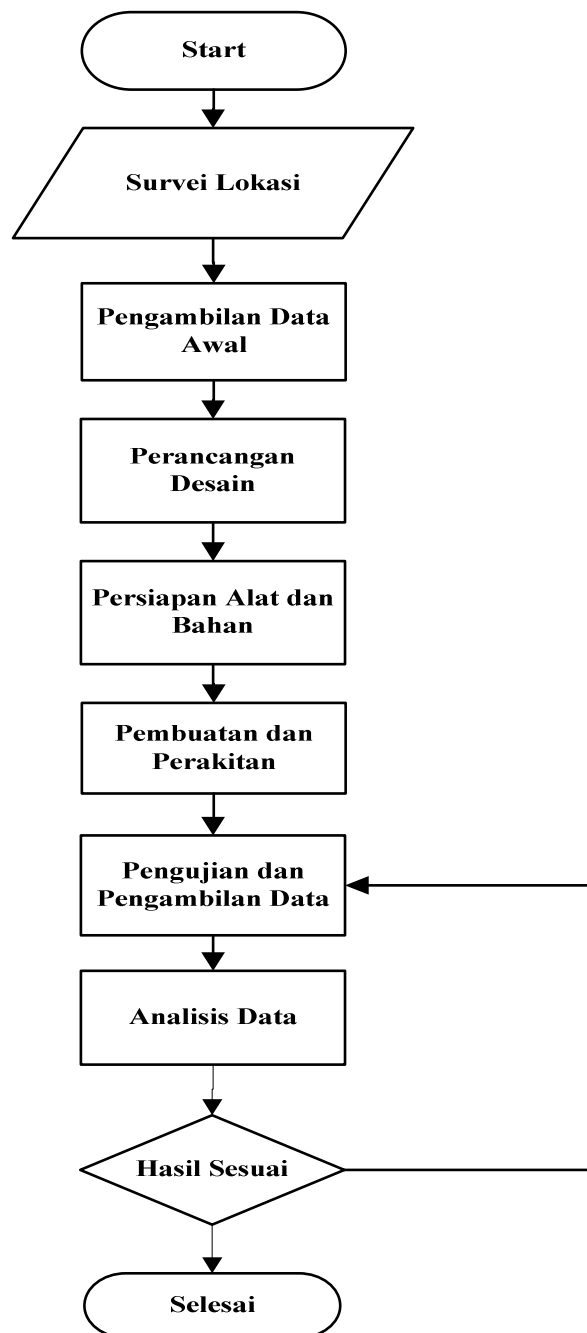 Start
Survei Lokasi
Pengambilan Data
Awal
Perancangan
Desain
Persiapan Alat dan
Bahan
Pembuatan dan
Perakitan
Pengujian dan
Pengambilan Data
Analisis Data
Hasil Sesuai
Selesai